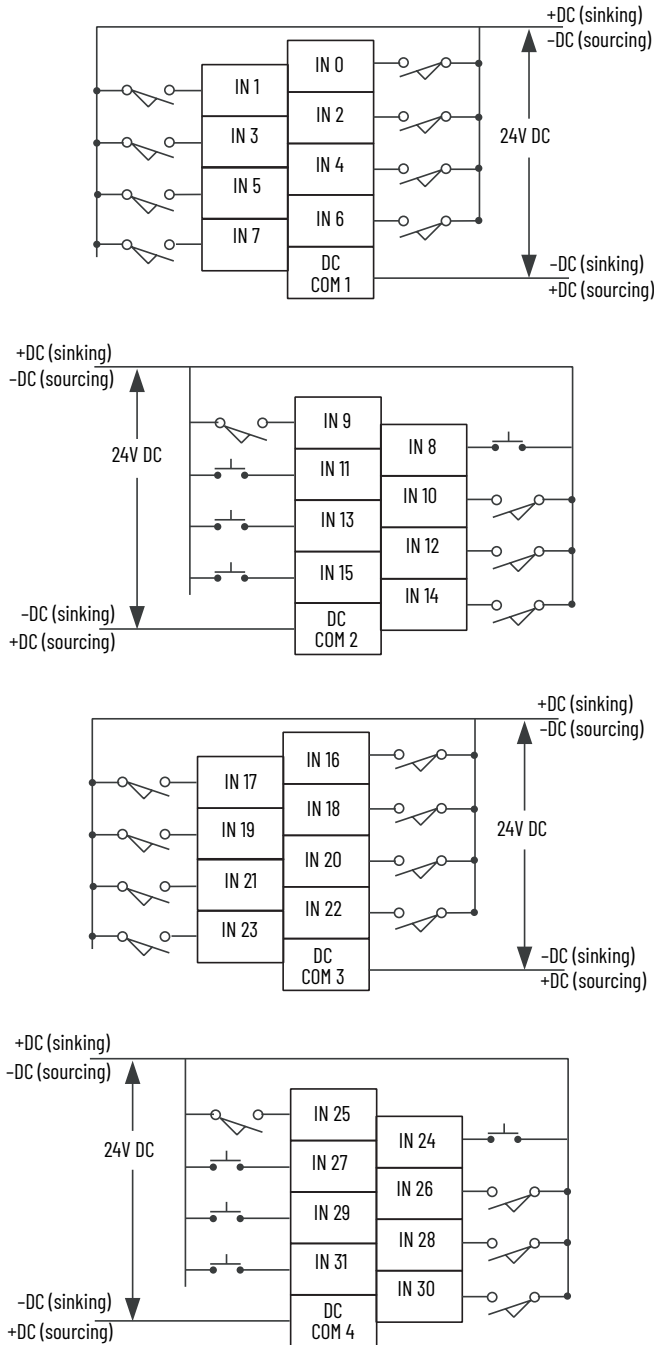 +DC (sinking)
–DC (sourcing)
IN 0
IN 1
IN 2
24V DC
IN 3
IN 4
IN 5
IN 6
IN 7
DC
COM 1
–DC (sinking)
+DC (sourcing)
+DC (sinking)
–DC (sourcing)
IN 9
IN 8
24V DC
IN 11
IN 10
IN 13
IN 12
IN 15
IN 14
–DC (sinking)
DC
COM 2
+DC (sourcing)
+DC (sinking)
–DC (sourcing)
IN 16
IN 17
IN 18
24V DC
IN 19
IN 20
IN 21
IN 22
IN 23
DC
COM 3
–DC (sinking)
+DC (sourcing)
+DC (sinking)
–DC (sourcing)
IN 25
IN 24
24V DC
IN 27
IN 26
IN 29
IN 28
IN 31
IN 30
–DC (sinking)
DC
COM 4
+DC (sourcing)